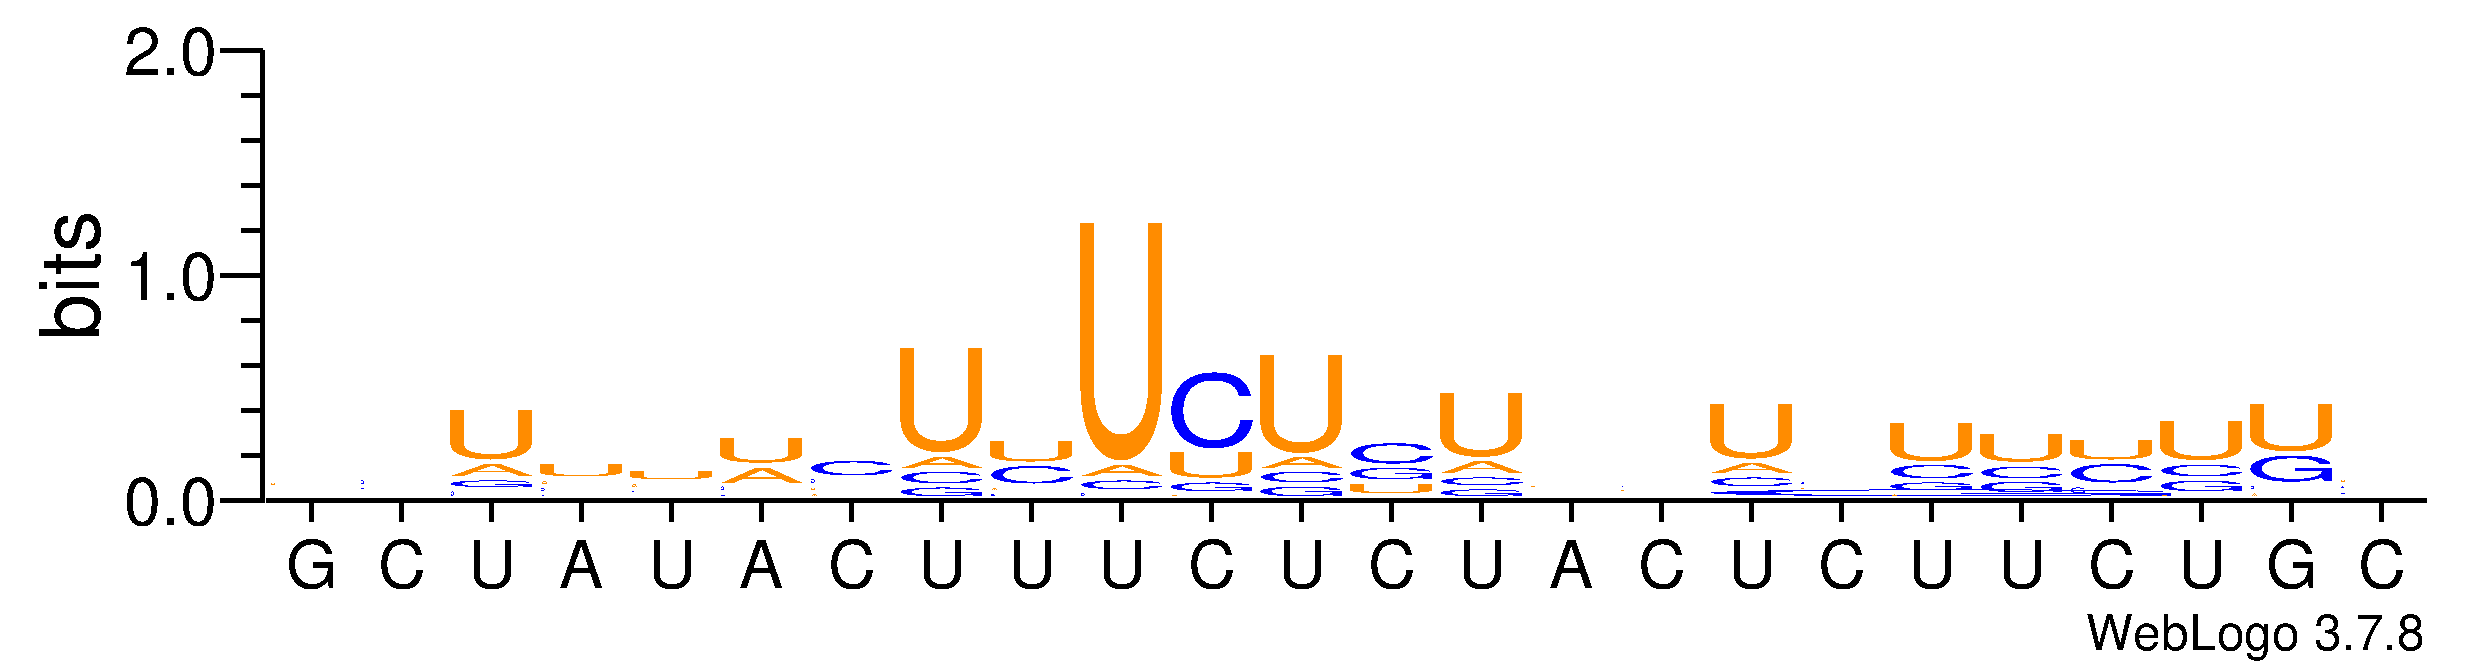 2.0
1.0
0.0
bits
G C U A U A C U U U C U C U A C U C U U C U G C
WebLogo 3.7.8